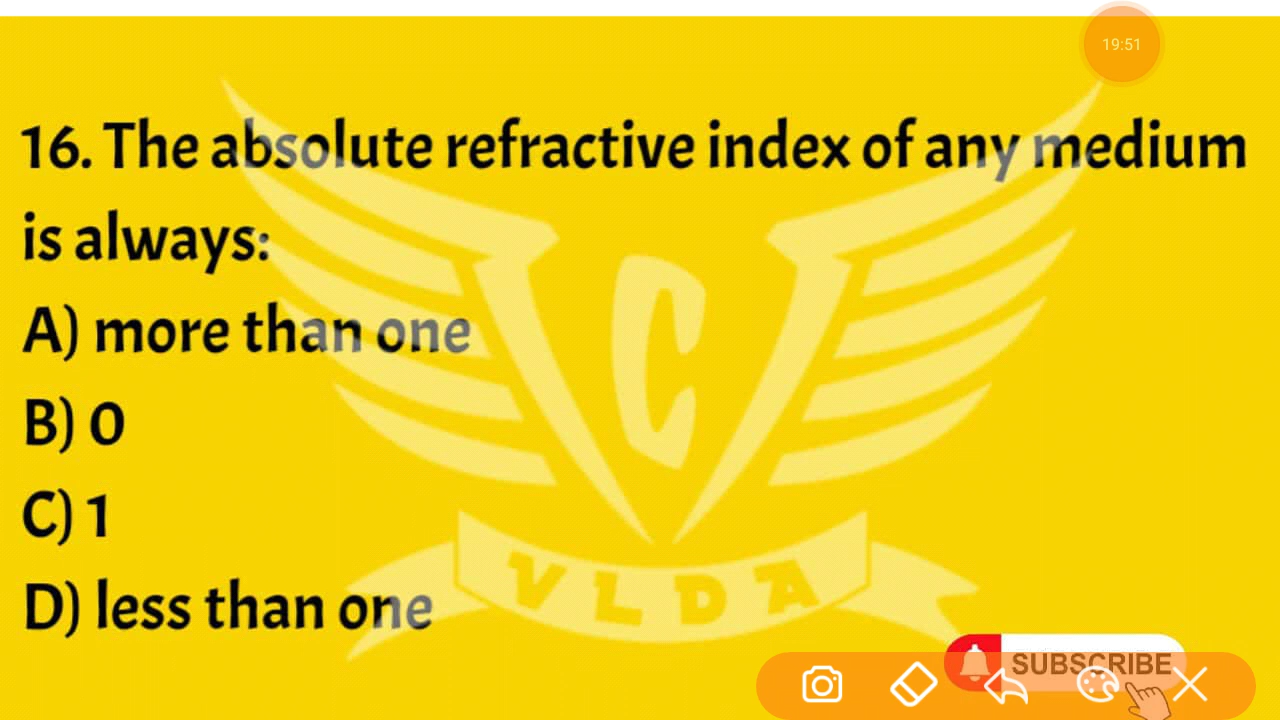 19:51
16. The absolute refractive index of any medium
is always:
A) more than one
B) 0
C) 1
D) less than one
C
VLDA
SUBSCRIBE